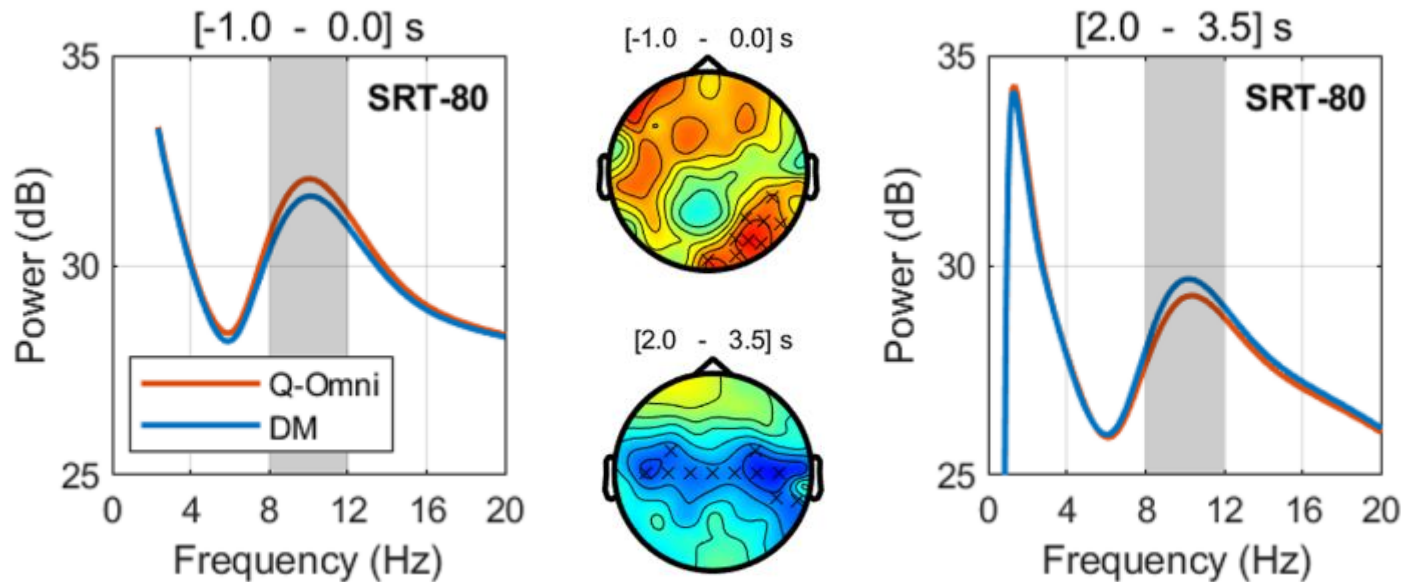 [-1.0 - 0.0] s
35
30
25
Power (dB)
SRT-80
Q-Omni
DM
0 4 8 12 16 20
Frequency (Hz)
[-1.0 - 0.0] s
[2.0 - 3.5] s
[2.0 - 3.5] s
35
30
25
Power (dB)
SRT-80
0 4 8 12 16 20
Frequency (Hz)